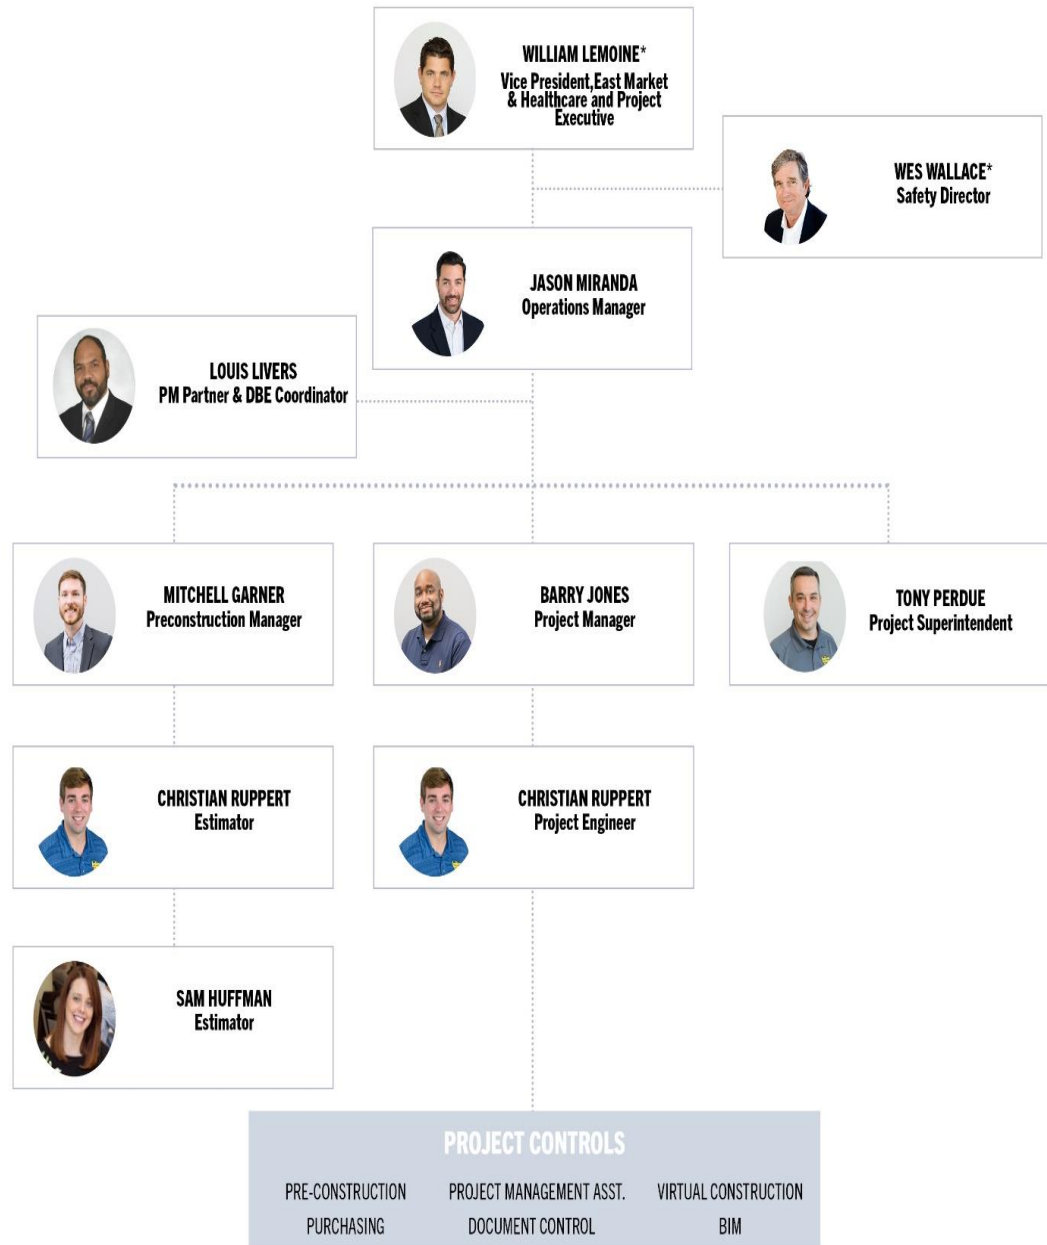 WILLIAM LEMOINE*
Vice President,East Market
& Healthcare and Project
Executive
WES WALLACE*
Safety Director
JASON MIRANDA
Operations Manager
LOUIS LIVERS
PM Partner & DBE Coordinator
MITCHELL GARNER
Preconstruction Manager
BARRY JONES
Project Manager
TONY PERDUE
Project Superintendent
CHRISTIAN RUPPERT
Estimator
CHRISTIAN RUPPERT
Project Engineer
SAM HUFFMAN
Estimator
PROJECT CONTROLS
PRE-CONSTRUCTION PROJECT MANAGEMENT ASST. VIRTUAL CONSTRUCTION
PURCHASING DOCUMENT CONTROL BIM